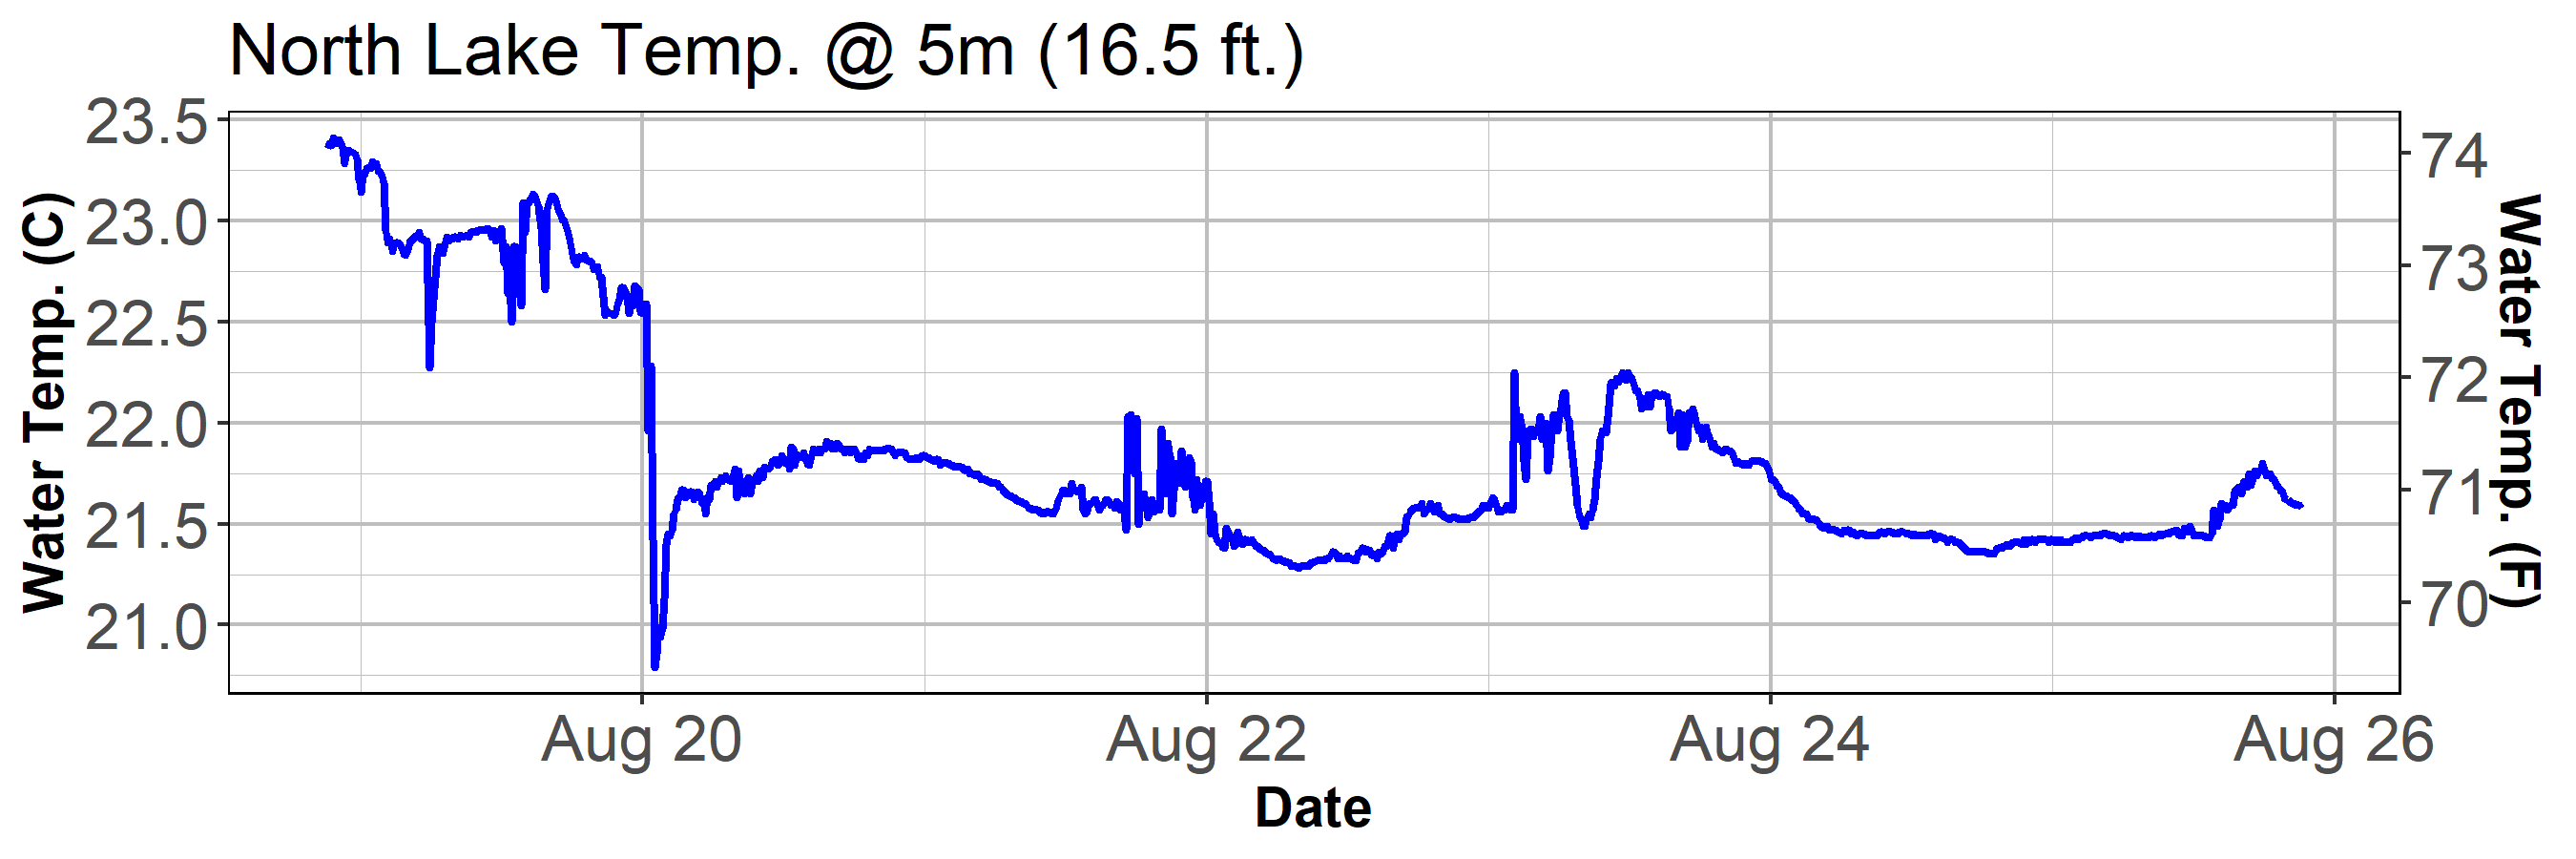 North Lake Temp. @ 5m (16.5 ft.)
Water Temp. (C)
23.5
23.0
22.5
22.0
21.5
21.0
74
73
72
71
70
Water Temp. (F)
Aug 20 Aug 22 Aug 24 Aug 26
Date